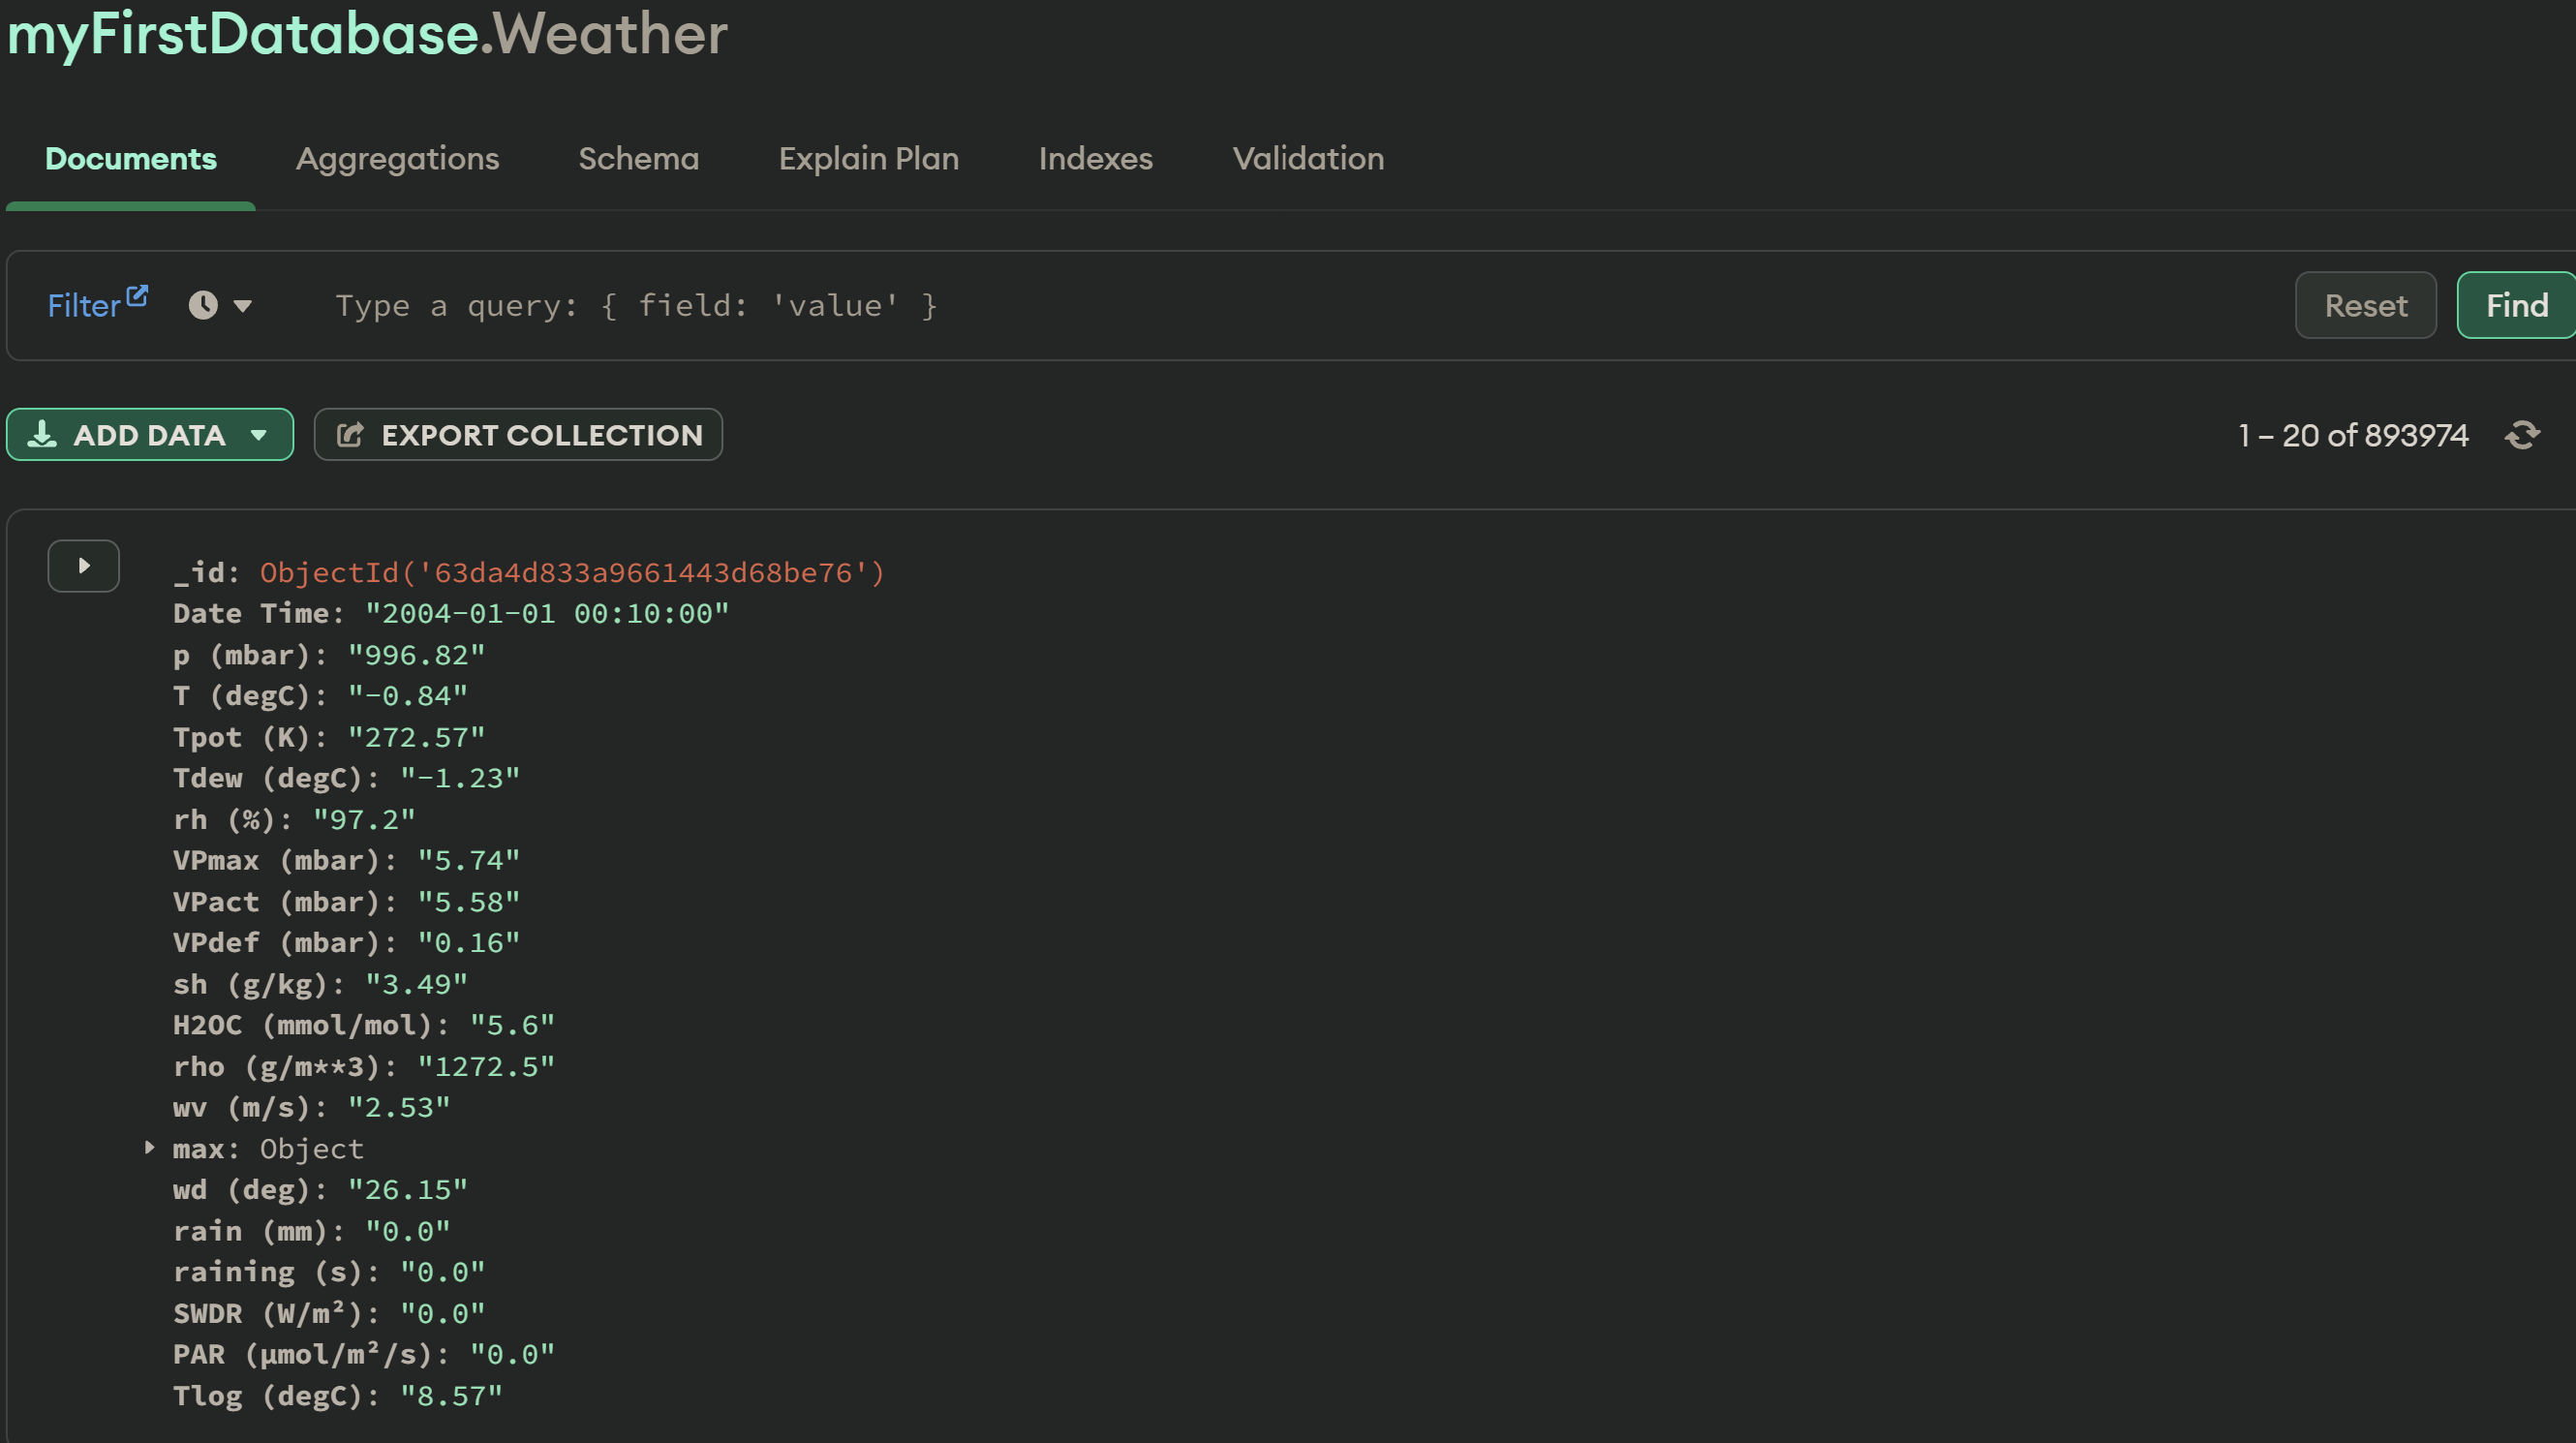 myFirstDatabase.Weather
Documents Aggregations Schema Explain Plan Indexes Validation
Filter Type a query: { field: 'value' } Reset Find
ADD DATA EXPORT COLLECTION 1 – 20 of 893974
_id: ObjectId('63da4d833a9661443d68be76')
Date Time: "2004-01-01 00:10:00"
p (mbar): "996.82"
T (degC): "-0.84"
Tpot (K): "272.57"
Tdew (degC): "-1.23"
rh (%): "97.2"
VPmax (mbar): "5.74"
VPact (mbar): "5.58"
VPdef (mbar): "0.16"
sh (g/kg): "3.49"
H2OC (mmol/mol): "5.6"
rho (g/m**3): "1272.5"
wv (m/s): "2.53"
max: Object
wd (deg): "26.15"
rain (mm): "0.0"
raining (s): "0.0"
SWDR (W/m²): "0.0"
PAR (µmol/m²/s): "0.0"
Tlog (degC): "8.57"